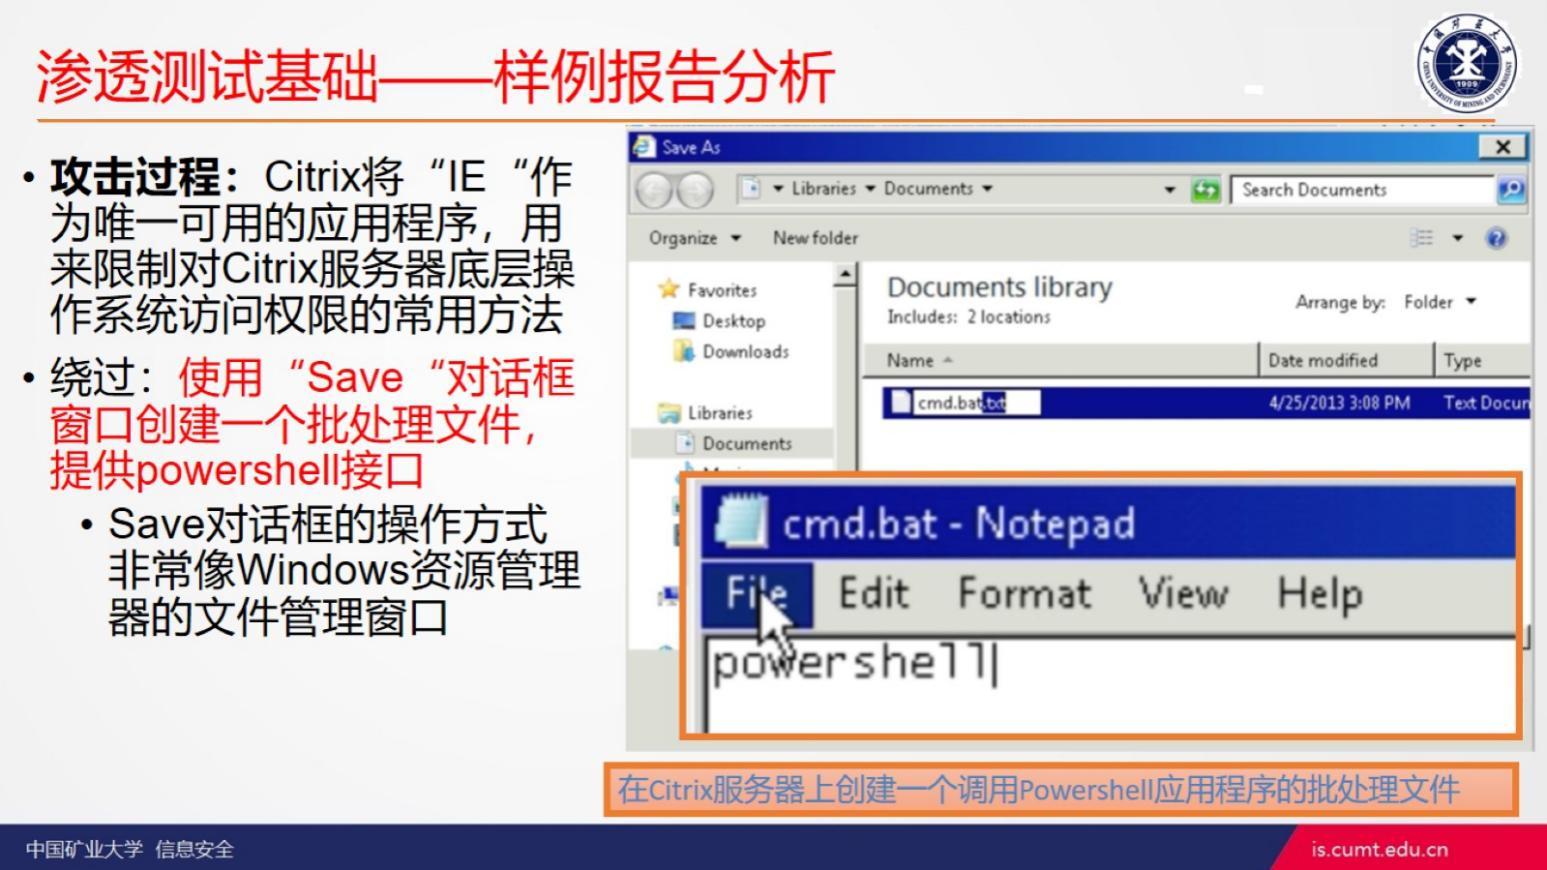 渗透测试基础——样例报告分析
• 攻击过程：Citrix将“IE“作
为唯一可用的应用程序，用
来限制对Citrix服务器底层操
作系统访问权限的常用方法
• 绕过：使用“Save“对话框
窗口创建一个批处理文件，
提供powershell接口
• Save对话框的操作方式
非常像Windows资源管理
器的文件管理窗口
Save As
Libraries Documents
Search Documents
Organize New folder
Favorites
Desktop
Downloads
Libraries
Documents
Documents library
Includes: 2 locations
Arrange by: Folder
Name Date modified Type
cmd.bat.txt 4/25/2013 3:08 PM Text Docun
cmd.bat - Notepad
File Edit Format View Help
powershell
在Citrix服务器上创建一个调用Powershell应用程序的批处理文件
中国矿业大学 信息安全
is.cumt.edu.cn